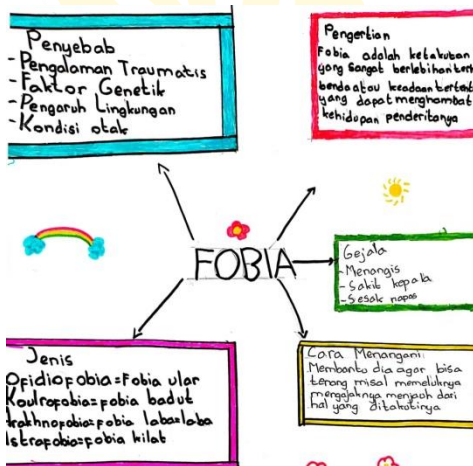 Penyebab
- Pengalaman Traumatis
- Faktor Genetik
- Pengaruh Lingkungan
- Kondisi otak
Pengertian
Fobia adalah ketakutan
yang sangat berlebihan
benda atau keadaan
yang dapat menghambat
kehidupan penderitanya
FOBIA
Gejala
- Menangis
- Sakit kepala
- Sesak napas
Jenis
Ofidiofobia=Fobia ular
Koulrofobia=fobia badut
=fobia laba=laba
=fobia kilat
Cara Menangani:
Membantu dia agar bisa
tenang misal memeluknya
mengajaknya menjauh dari
hal yang ditakutinya